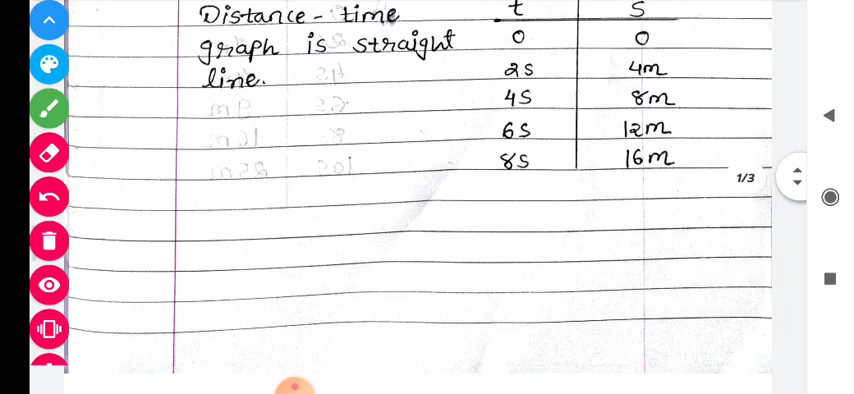 Distance - time
graph is straight
line.
t s
0 0
2s 4m
4s 8m
6s 12m
8s 16m
1/3